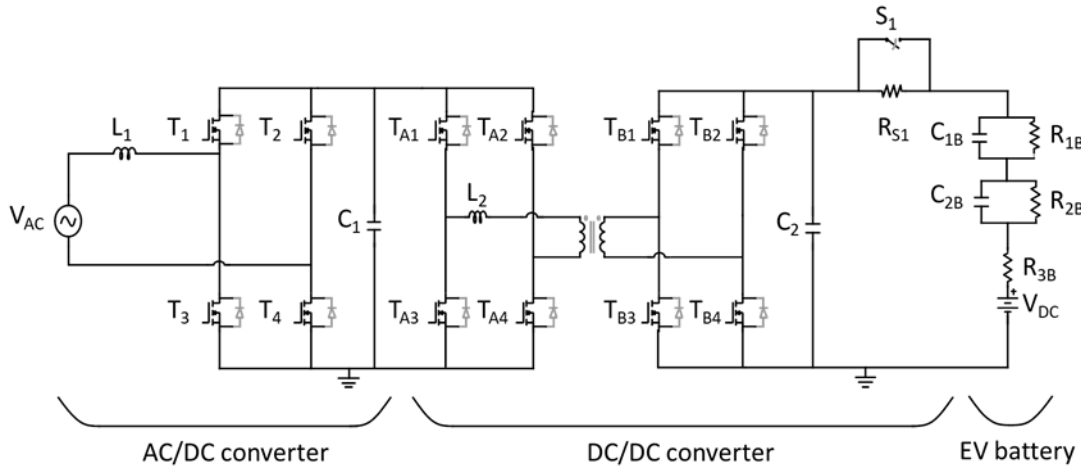 S1
L1
T1
T2
TA1
TA2
TB1
TB2
RS1
C1B
R1B
VAC
C1
L2
C2
C2B
R2B
R3B
T3
T4
TA3
TA4
TB3
TB4
+
VDC
AC/DC converter
DC/DC converter
EV battery